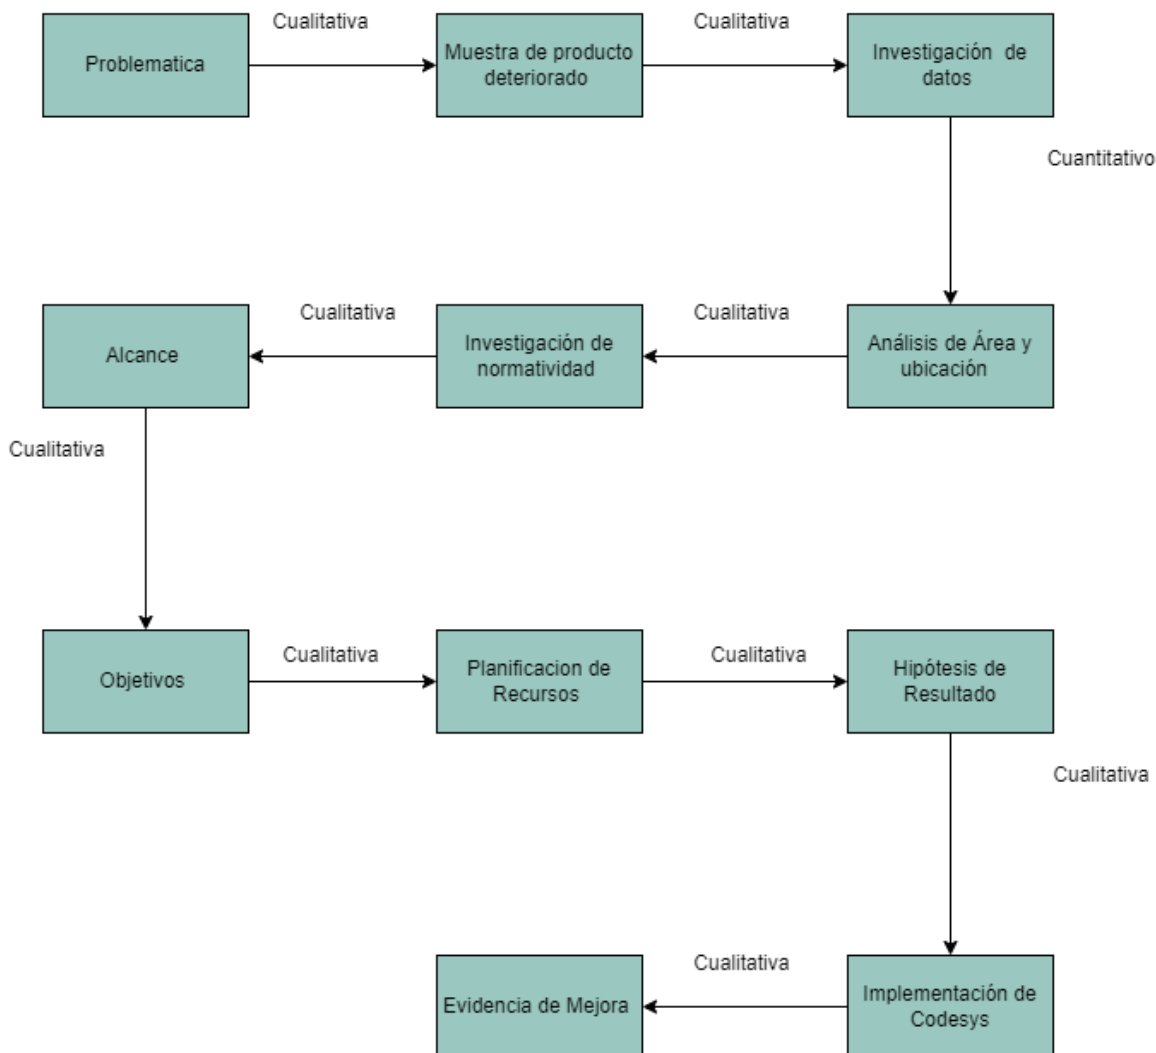 Cualitativa
Cualitativa
Problematica
Muestra de producto
deteriorado
Investigación de
datos
Cuantitativo
Cualitativa
Cualitativa
Alcance
Investigación de
normatividad
Análisis de Área y
ubicación
Cualitativa
Cualitativa
Cualitativa
Objetivos
Planificacion de
Recursos
Hipótesis de
Resultado
Cualitativa
Cualitativa
Evidencia de Mejora
Implementación de
Codesys